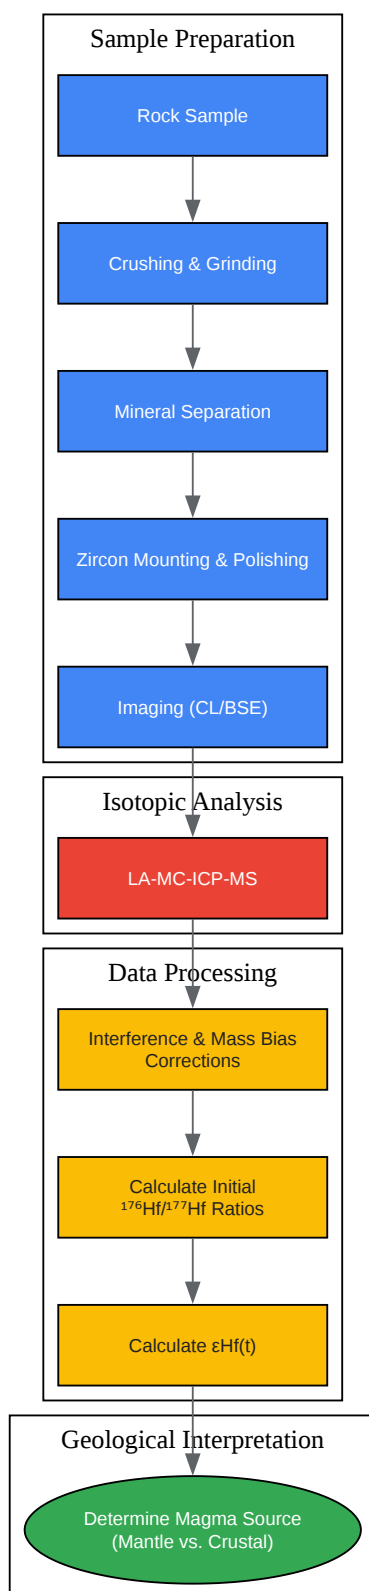 Sample Preparation
Rock Sample
Crushing & Grinding
Mineral Separation
Zircon Mounting & Polishing
Imaging (CL/BSE)
Isotopic Analysis
LA-MC-ICP-MS
Data Processing
Interference & Mass Bias
Corrections
Calculate Initial
¹⁷⁶Hf/¹⁷⁷Hf Ratios
Calculate εHf(t)
Geological Interpretation
Determine Magma Source
(Mantle vs. Crustal)